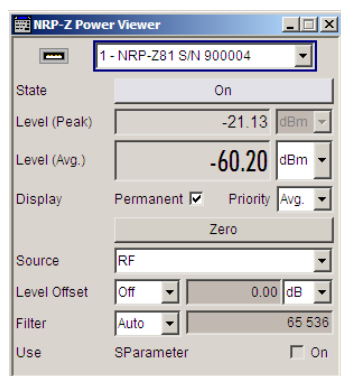 NRP-Z Power Viewer
1 - NRP-Z81 S/N 900004
State On
Level (Peak) -21.13 dBm
Level (Avg.) -60.20 dBm
Display Permanent Priority Avg.
Zero
Source RF
Level Offset Off 0.00 dB
Filter Auto 65 536
Use SParameter On